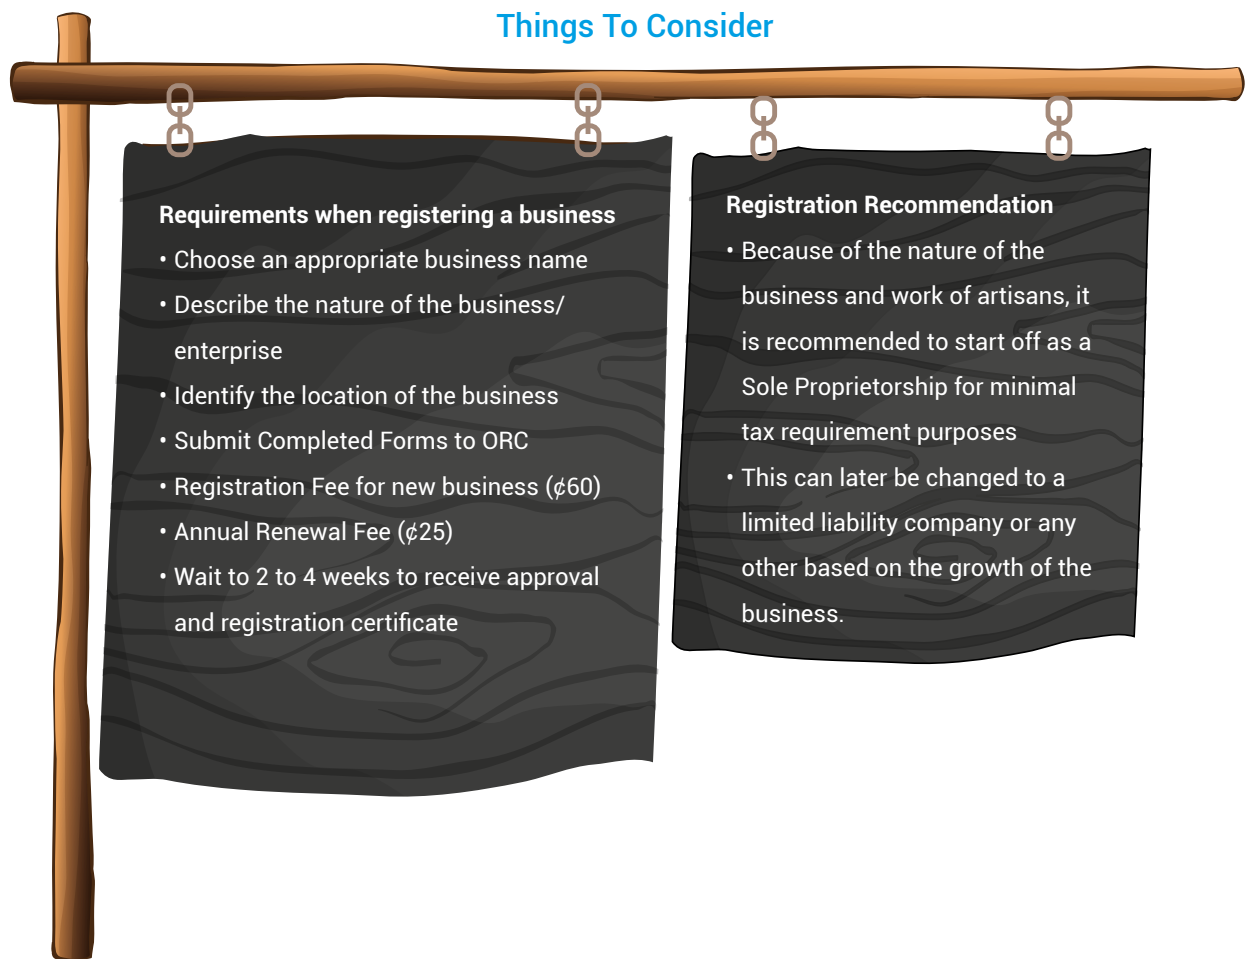 Things To Consider
Requirements when registering a business
• Choose an appropriate business name
• Describe the nature of the business/
enterprise
• Identify the location of the business
• Submit Completed Forms to ORC
• Registration Fee for new business (¢60)
• Annual Renewal Fee (¢25)
• Wait to 2 to 4 weeks to receive approval
and registration certificate
Registration Recommendation
• Because of the nature of the
business and work of artisans, it
is recommended to start off as a
Sole Proprietorship for minimal
tax requirement purposes
• This can later be changed to a
limited liability company or any
other based on the growth of the
business.